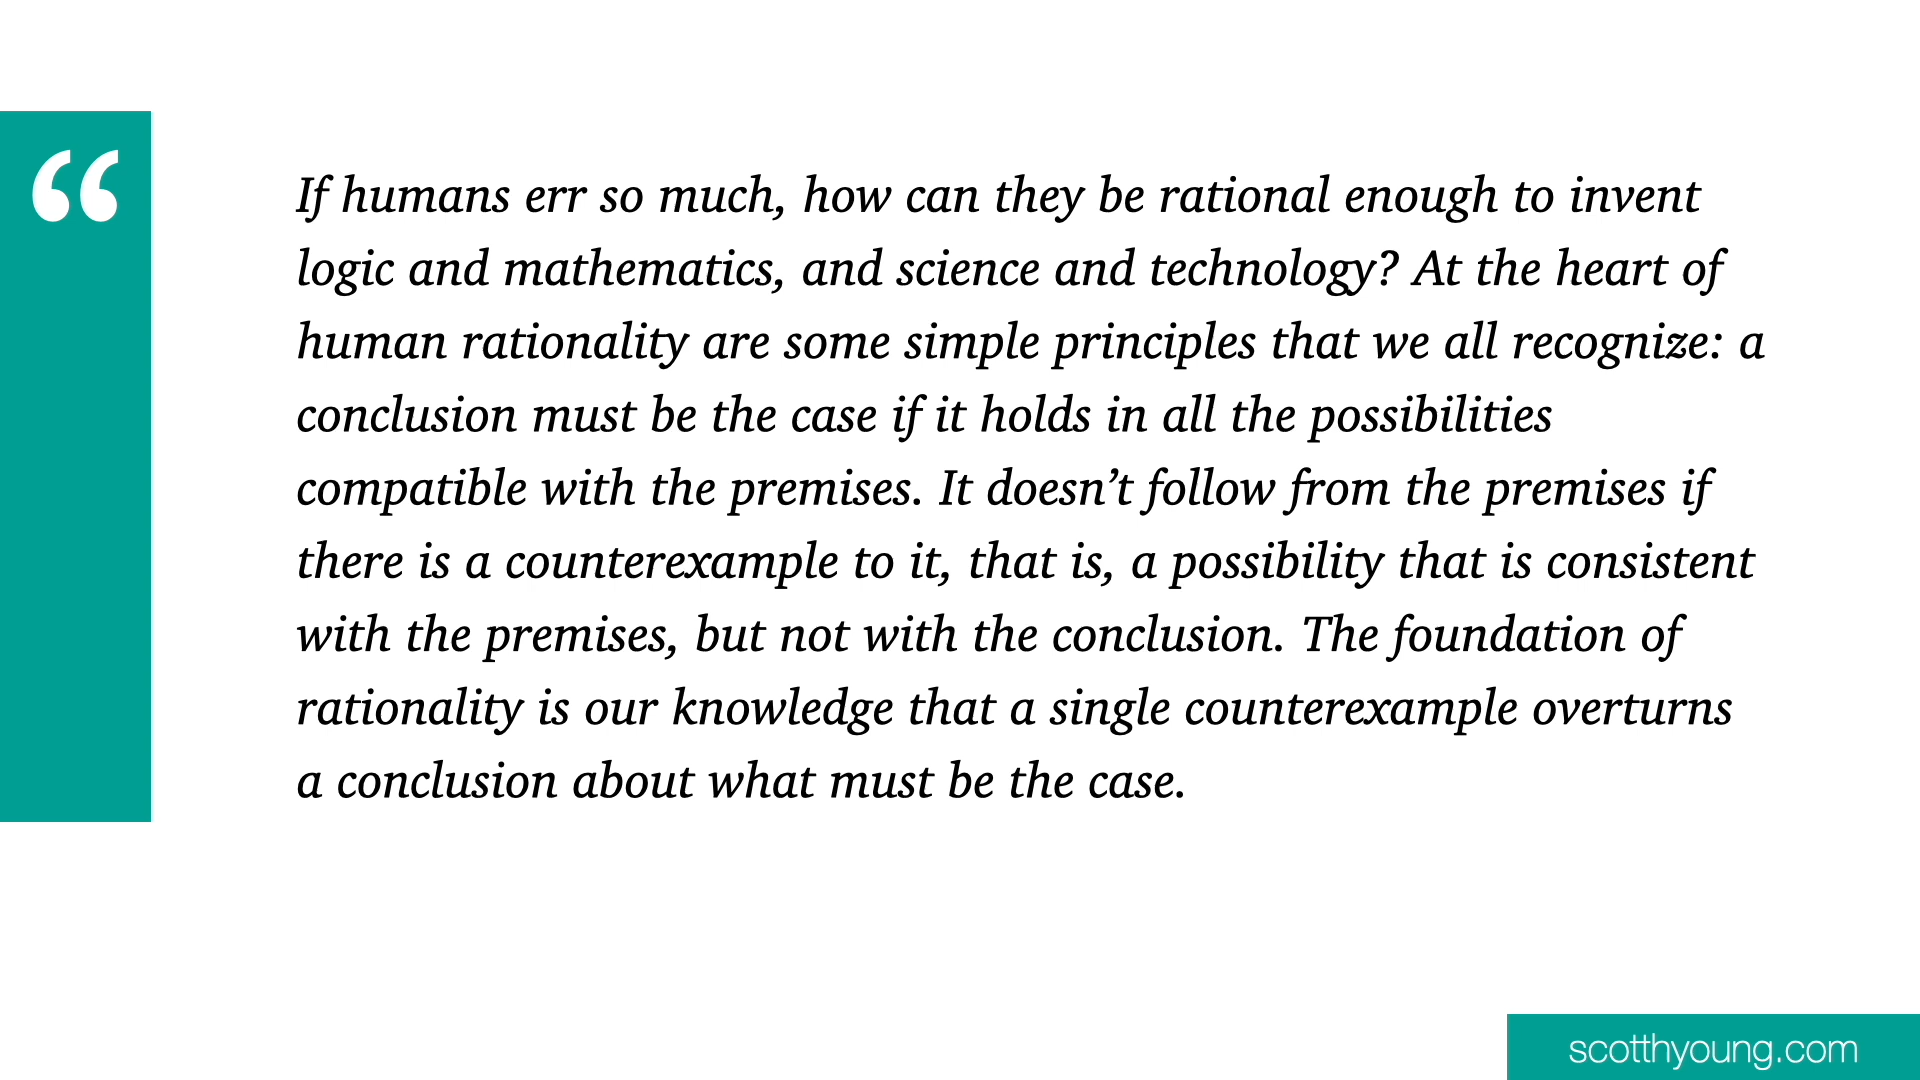 “
If humans err so much, how can they be rational enough to invent
logic and mathematics, and science and technology? At the heart of
human rationality are some simple principles that we all recognize: a
conclusion must be the case if it holds in all the possibilities
compatible with the premises. It doesn’t follow from the premises if
there is a counterexample to it, that is, a possibility that is consistent
with the premises, but not with the conclusion. The foundation of
rationality is our knowledge that a single counterexample overturns
a conclusion about what must be the case.
scotthyoung.com